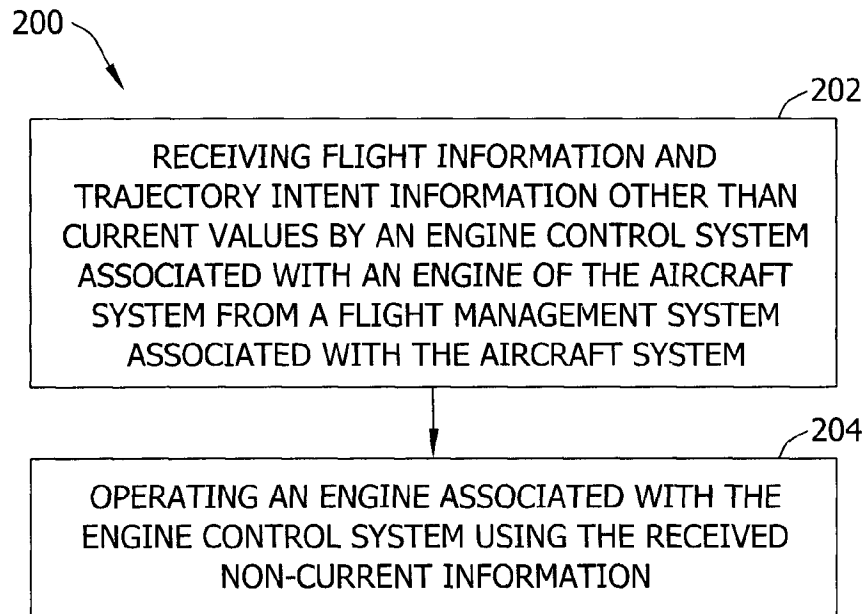 200
202
RECEIVING FLIGHT INFORMATION AND
TRAJECTORY INTENT INFORMATION OTHER THAN
CURRENT VALUES BY AN ENGINE CONTROL SYSTEM
ASSOCIATED WITH AN ENGINE OF THE AIRCRAFT
SYSTEM FROM A FLIGHT MANAGEMENT SYSTEM
ASSOCIATED WITH THE AIRCRAFT SYSTEM
204
OPERATING AN ENGINE ASSOCIATED WITH THE
ENGINE CONTROL SYSTEM USING THE RECEIVED
NON-CURRENT INFORMATION